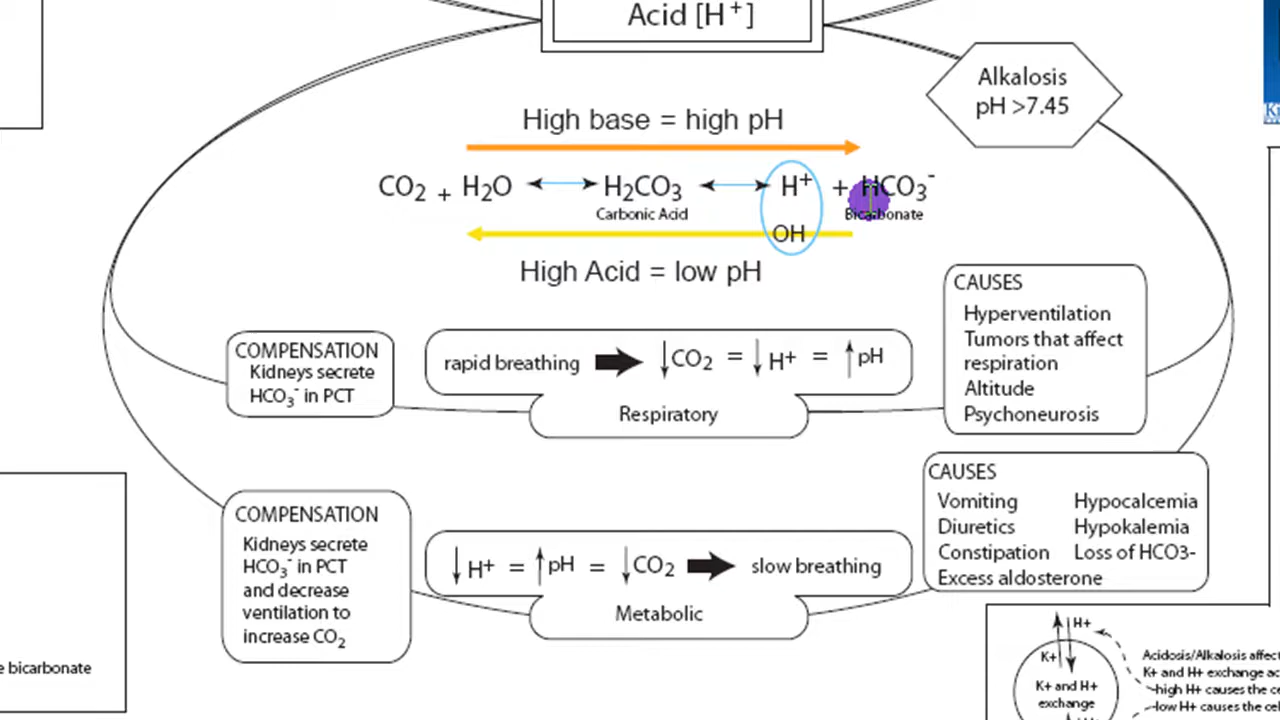 Acid [H⁺]
Alkalosis
pH >7.45
High base = high pH
CO₂ + H₂O H₂CO₃ H⁺ + HCO₃⁻
Carbonic Acid
Bicarbonate
OH
High Acid = low pH
COMPENSATION
Kidneys secrete
HCO₃⁻ in PCT
rapid breathing ➡ ↓CO₂ = ↓H⁺ = ↑pH
Respiratory
CAUSES
Hyperventilation
Tumors that affect
respiration
Altitude
Psychoneurosis
COMPENSATION
Kidneys secrete
HCO₃⁻ in PCT
and decrease
ventilation to
increase CO₂
↓H⁺ = ↑pH = ↓CO₂ ➡ slow breathing
Metabolic
CAUSES
Vomiting Hypocalcemia
Diuretics Hypokalemia
Constipation Loss of HCO3-
Excess aldosterone
e bicarbonate
H+
K+
K+ and H+
exchange
Acidosis/Alkalosis affect
K+ and H+ exchange ac
-high H+ causes the ce
-low H+ causes the cel